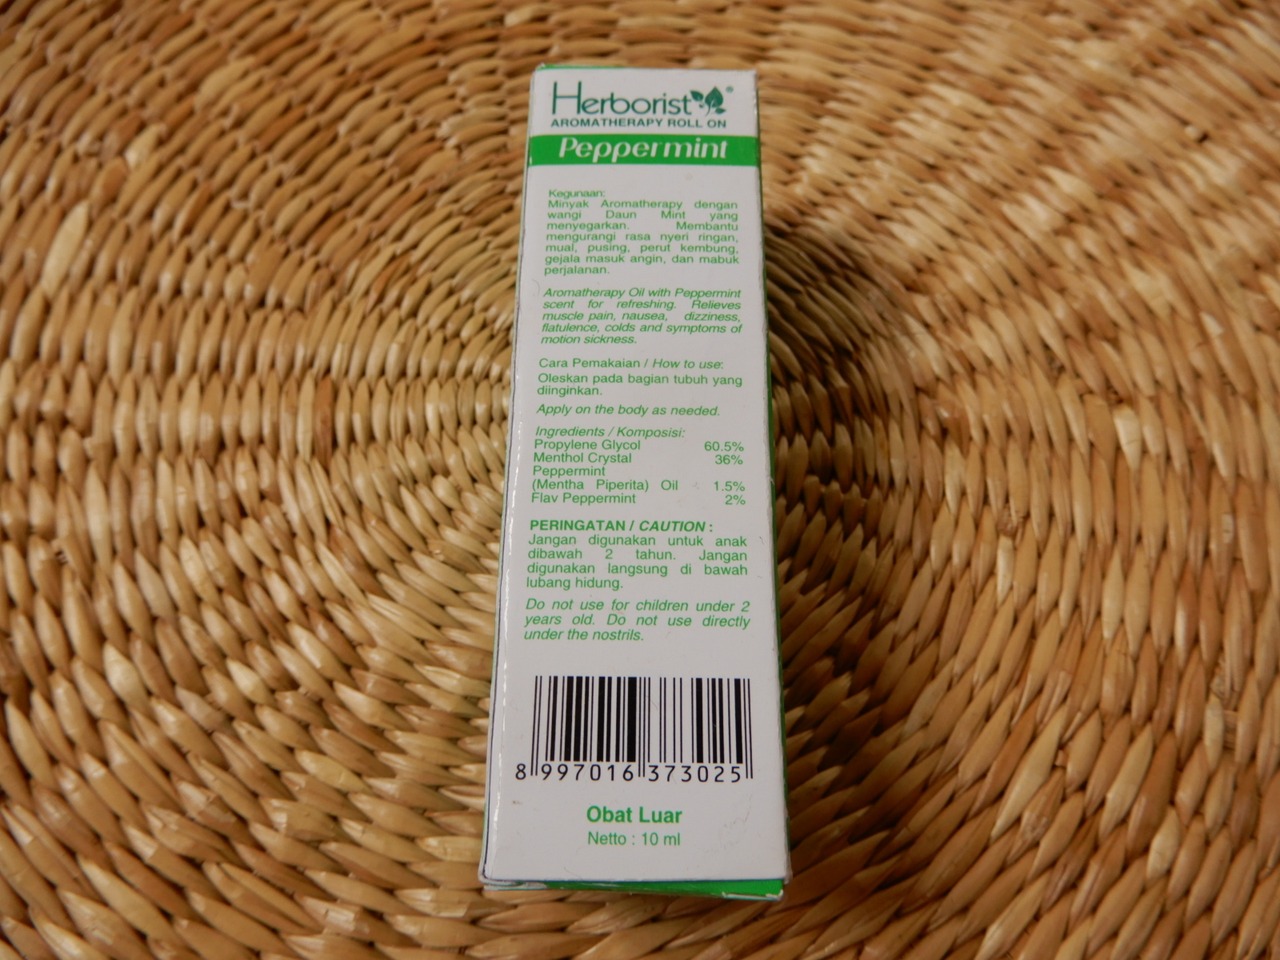 Herborist®
AROMATHERAPY ROLL ON
Peppermint
Kegunaan:
Minyak Aromatherapy dengan
wangi Daun Mint yang
menyegarkan. Membantu
mengurangi rasa nyeri ringan,
mual, pusing, perut kembung,
gejala masuk angin, dan mabuk
perjalanan.
Aromatherapy Oil with Peppermint
scent for refreshing. Relieves
muscle pain, nausea, dizziness,
flatulence, colds and symptoms of
motion sickness.
Cara Pemakaian / How to use:
Oleskan pada bagian tubuh yang
diinginkan.
Apply on the body as needed.
Ingredients / Komposisi:
Propylene Glycol 60.5%
Menthol Crystal 36%
Peppermint
(Mentha Piperita) Oil 1.5%
Flav Peppermint 2%
PERINGATAN / CAUTION :
Jangan digunakan untuk anak
dibawah 2 tahun. Jangan
digunakan langsung di bawah
lubang hidung.
Do not use for children under 2
years old. Do not use directly
under the nostrils.
8 997016 373025
Obat Luar
Netto : 10 ml